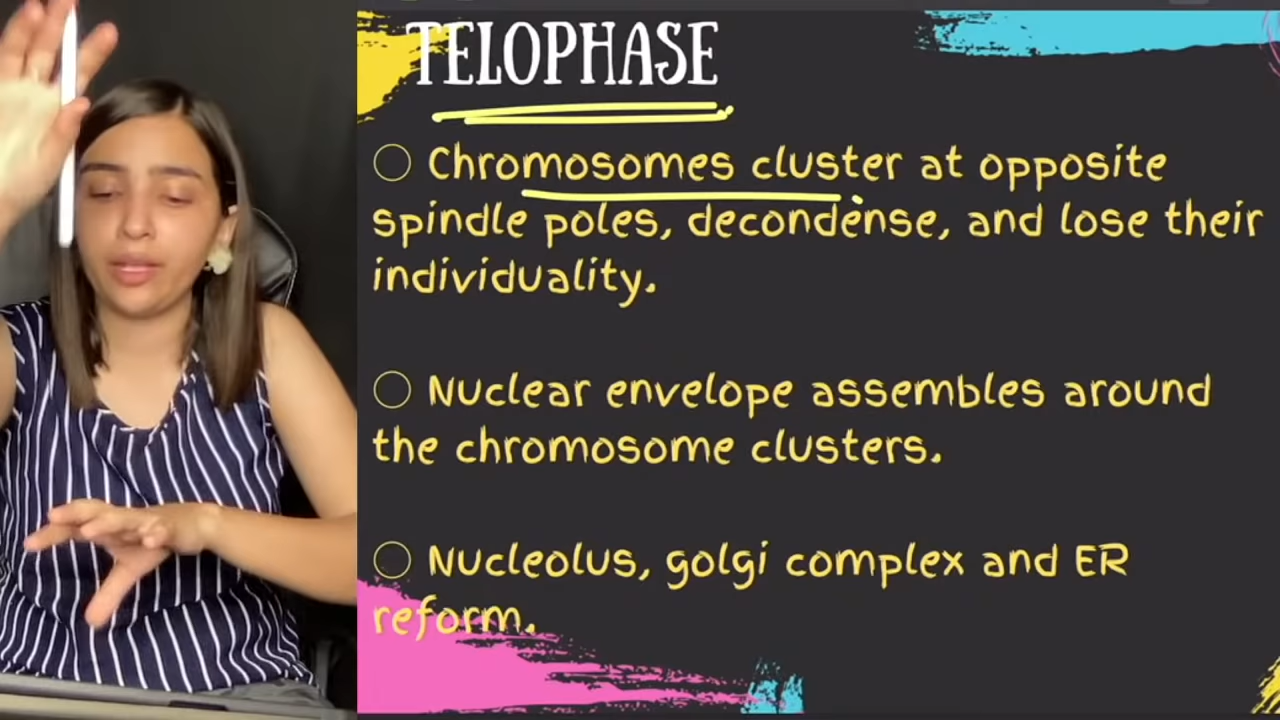 TELOPHASE
○ Chromosomes cluster at opposite
spindle poles, decondense, and lose their
individuality.
○ Nuclear envelope assembles around
the chromosome clusters.
○ Nucleolus, golgi complex and ER
reform.